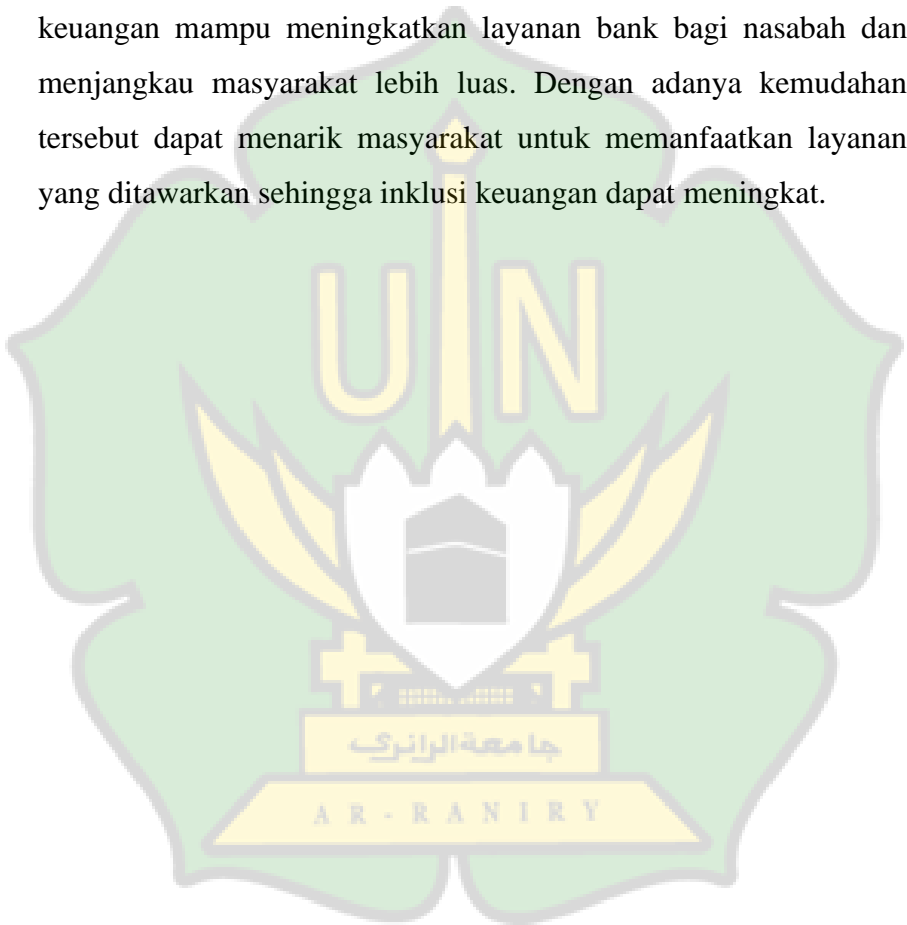 keuangan mampu meningkatkan layanan bank bagi nasabah dan
menjangkau masyarakat lebih luas. Dengan adanya kemudahan
tersebut dapat menarik masyarakat untuk memanfaatkan layanan
yang ditawarkan sehingga inklusi keuangan dapat meningkat.
UIN
جامعة الرانري
AR-RANIRY